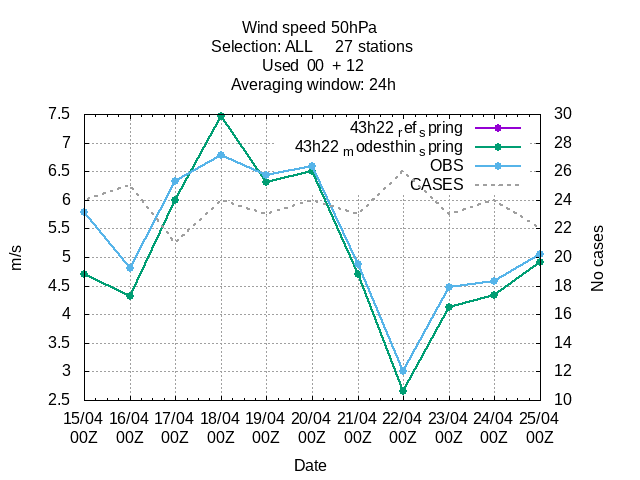 Wind speed 50hPa
Selection: ALL 27 stations
Used 00 + 12
Averaging window: 24h
7.5 30
43h22 ref spring
7 28
43h22 modesthin spring
6.5 26
OBS
CASES
6 24
5.5 22
5 20
4.5 18
4 16
3.5 14
3 12
2.5 10
m/s
No cases
15/04 16/04 17/04 18/04 19/04 20/04 21/04 22/04 23/04 24/04 25/04
00Z 00Z 00Z 00Z 00Z 00Z 00Z 00Z 00Z 00Z 00Z
Date